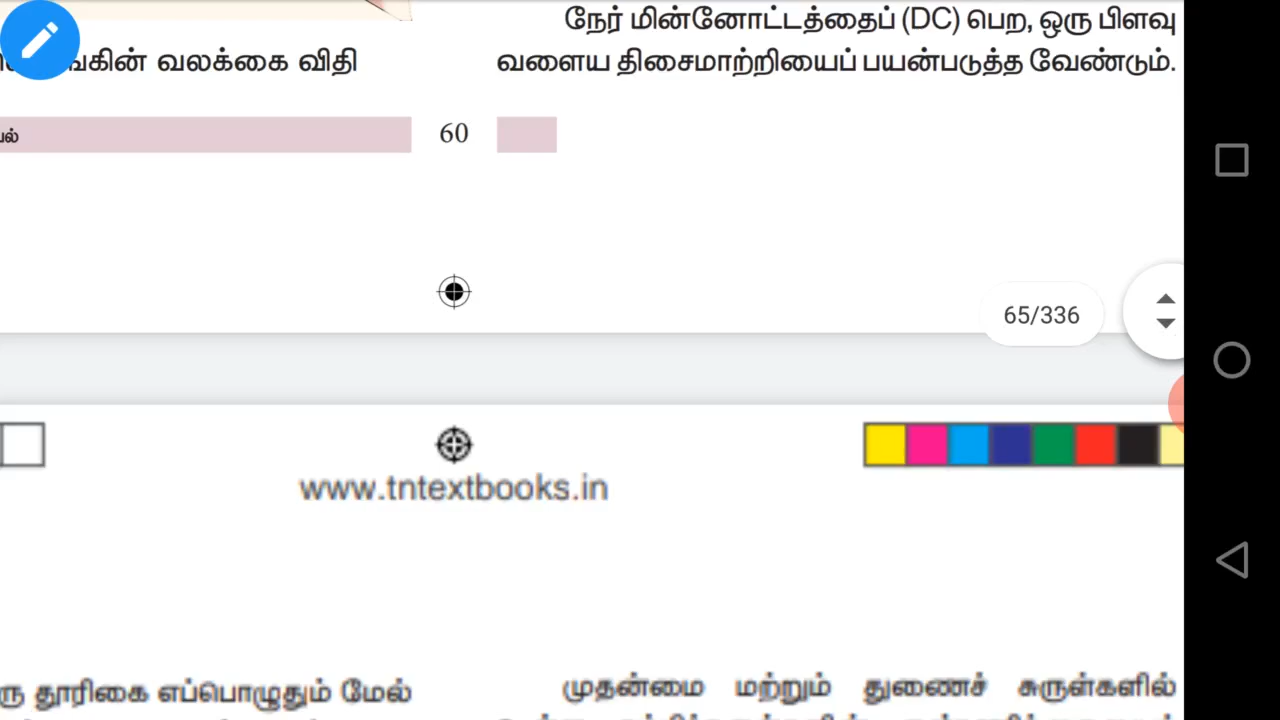 நேர் மின்னோட்டத்தைப் (DC) பெற, ஒரு பிளவு
வளைய திசைமாற்றியைப் பயன்படுத்த வேண்டும்.
வலக்கை விதி
60
65/336
www.tntextbooks.in
தூரிகை எப்பொழுதும் மேல்
முதன்மை மற்றும் துணைச் சுருள்களில்